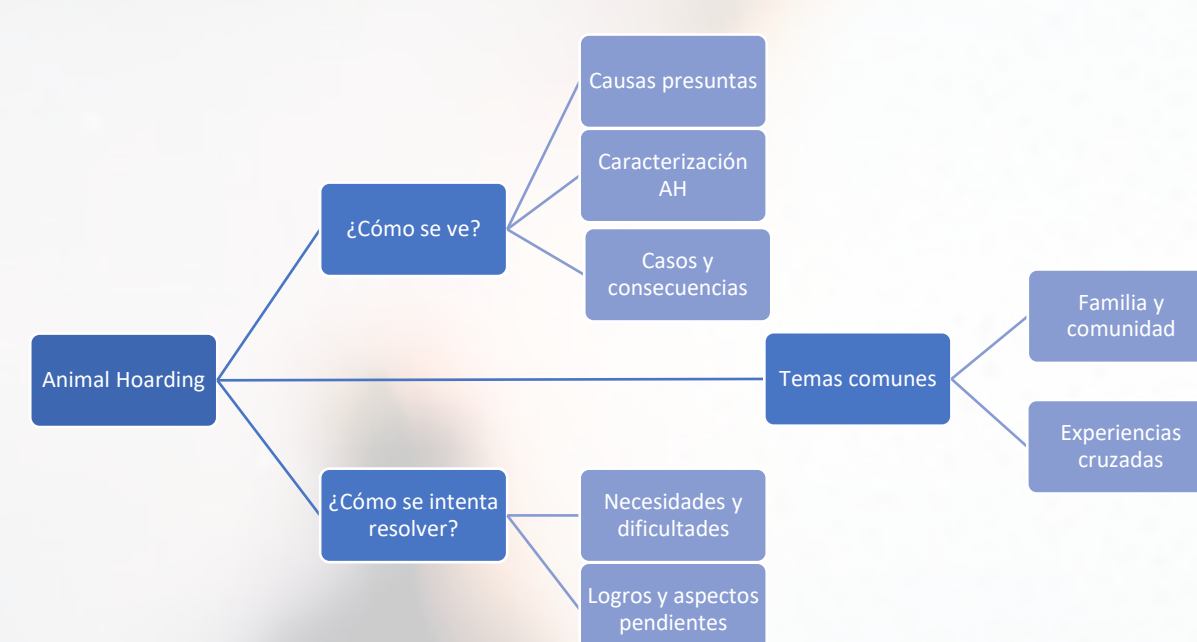 Animal Hoarding
¿Cómo se ve?
Causas presuntas
Caracterización
AH
Casos y
consecuencias
Temas comunes
Familia y
comunidad
Experiencias
cruzadas
¿Cómo se intenta
resolver?
Necesidades y
dificultades
Logros y aspectos
pendientes